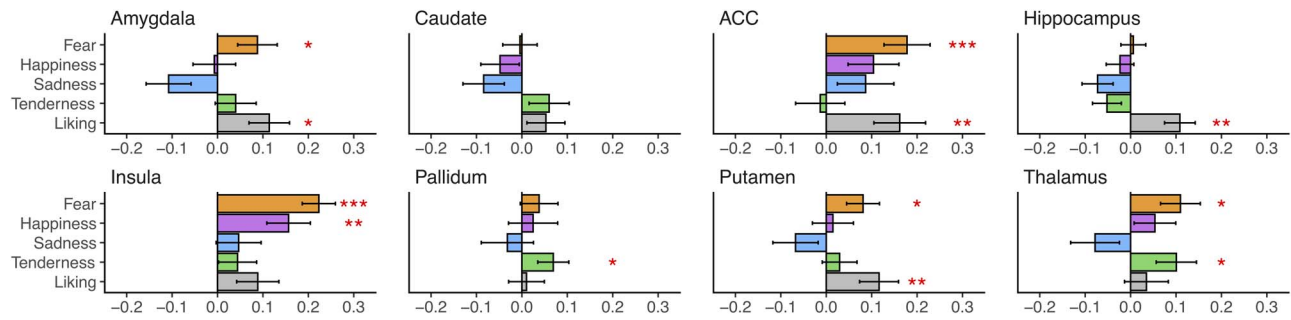 Amygdala Caudate ACC Hippocampus
Fear * ***
Happiness
Sadness
Tenderness
Liking * ** **
−0.2 −0.1 0.0 0.1 0.2 0.3 −0.2 −0.1 0.0 0.1 0.2 0.3 −0.2 −0.1 0.0 0.1 0.2 0.3 −0.2 −0.1 0.0 0.1 0.2 0.3
Insula Pallidum Putamen Thalamus
Fear *** * *
Happiness **
Sadness
Tenderness * *
Liking **
−0.2 −0.1 0.0 0.1 0.2 0.3 −0.2 −0.1 0.0 0.1 0.2 0.3 −0.2 −0.1 0.0 0.1 0.2 0.3 −0.2 −0.1 0.0 0.1 0.2 0.3